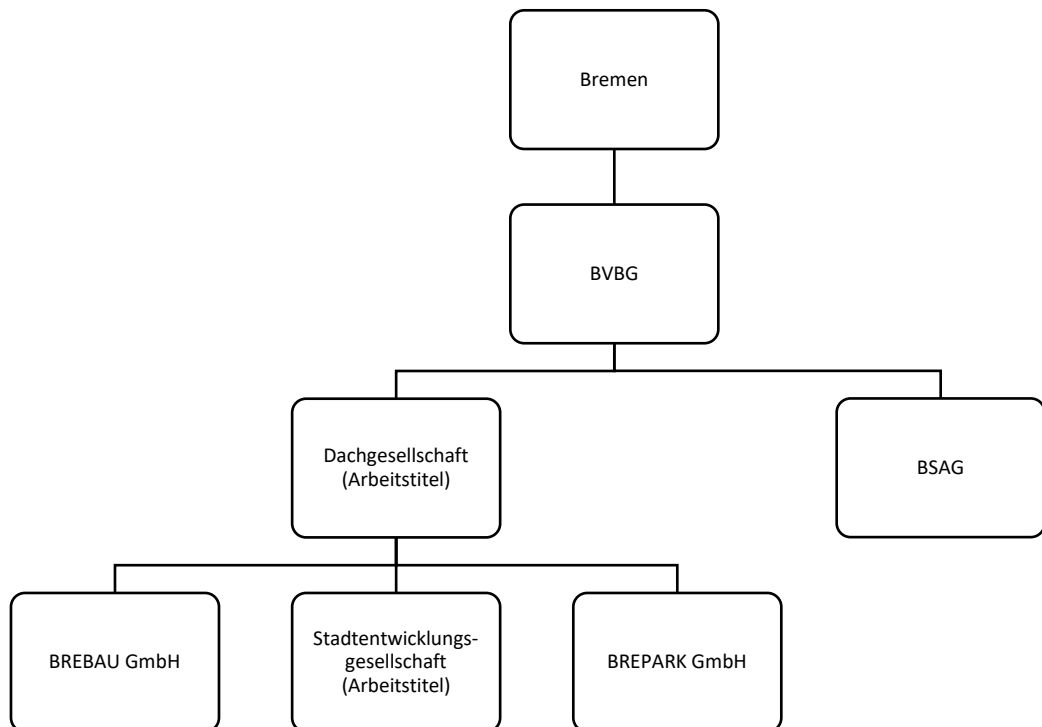 Bremen
BVBG
Dachgesellschaft
(Arbeitstitel)
BSAG
BREBAU GmbH
Stadtentwicklungs-
gesellschaft
(Arbeitstitel)
BREPARK GmbH